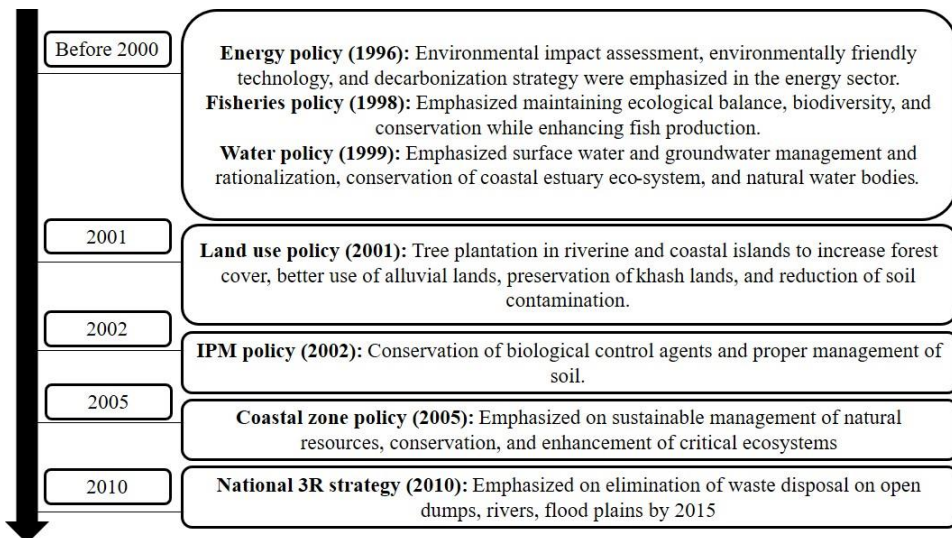 Before 2000
Energy policy (1996): Environmental impact assessment, environmentally friendly
technology, and decarbonization strategy were emphasized in the energy sector.
Fisheries policy (1998): Emphasized maintaining ecological balance, biodiversity, and
conservation while enhancing fish production.
Water policy (1999): Emphasized surface water and groundwater management and
rationalization, conservation of coastal estuary eco-system, and natural water bodies.
2001
Land use policy (2001): Tree plantation in riverine and coastal islands to increase forest
cover, better use of alluvial lands, preservation of khash lands, and reduction of soil
contamination.
2002
IPM policy (2002): Conservation of biological control agents and proper management of
soil.
2005
Coastal zone policy (2005): Emphasized on sustainable management of natural
resources, conservation, and enhancement of critical ecosystems
2010
National 3R strategy (2010): Emphasized on elimination of waste disposal on open
dumps, rivers, flood plains by 2015